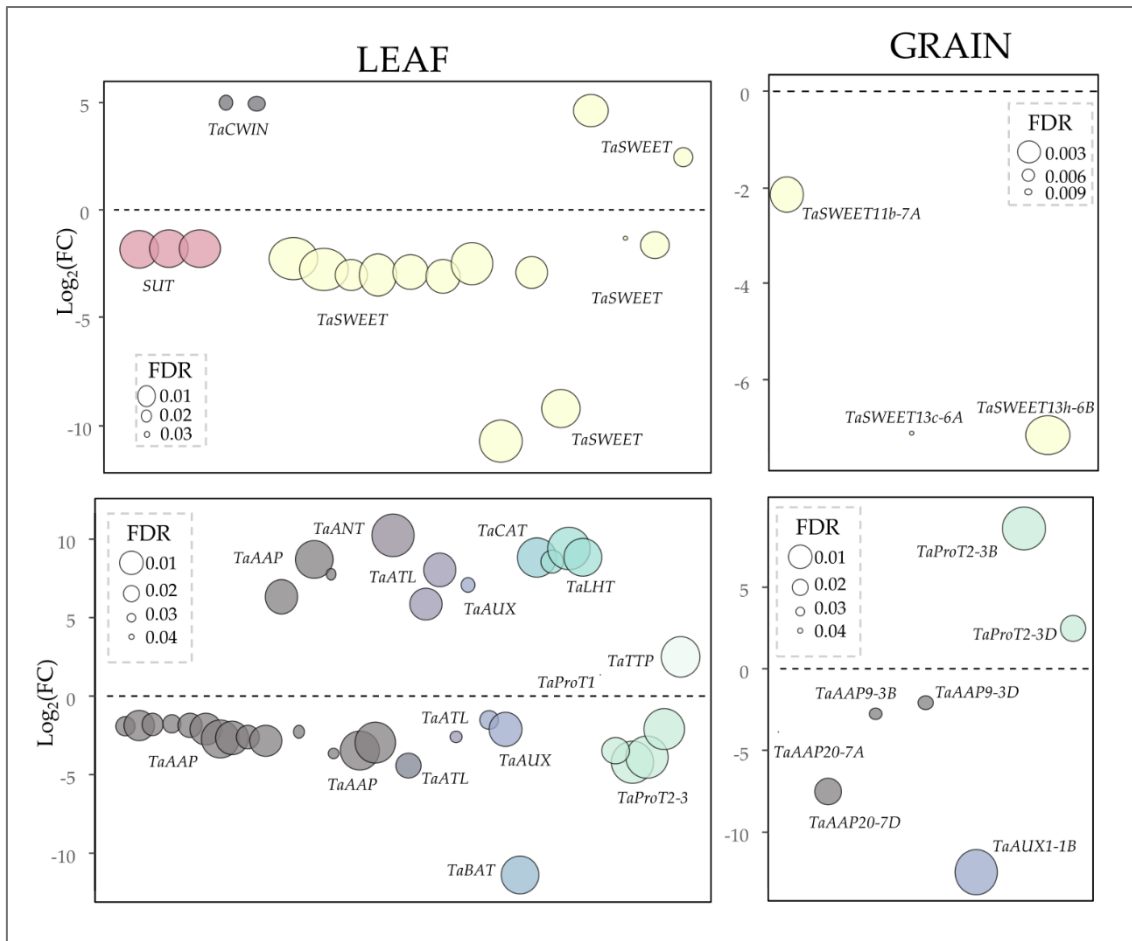 LEAF
GRAIN
Log2(FC)
5
0
-5
-10
TaCWIN
TaSWEET
SUT
TaSWEET
TaSWEET
TaSWEET
FDR
0.01
0.02
0.03
0
-2
-4
-6
FDR
0.003
0.006
0.009
TaSWEET11b-7A
TaSWEET13c-6A
TaSWEET13h-6B
Log2(FC)
10
5
0
-5
-10
FDR
0.01
0.02
0.03
0.04
TaANT
TaCAT
TaAAP
TaATL
TaLHT
TaAUX
TaTTP
TaProT1
TaATL
TaAAP
TaAUX
TaAAP
TaATL
TaProT2-3
TaBAT
5
0
-5
-10
FDR
0.01
0.02
0.03
0.04
TaProT2-3B
TaProT2-3D
TaAAP9-3B
TaAAP9-3D
TaAAP20-7A
TaAAP20-7D
TaAUX1-1B